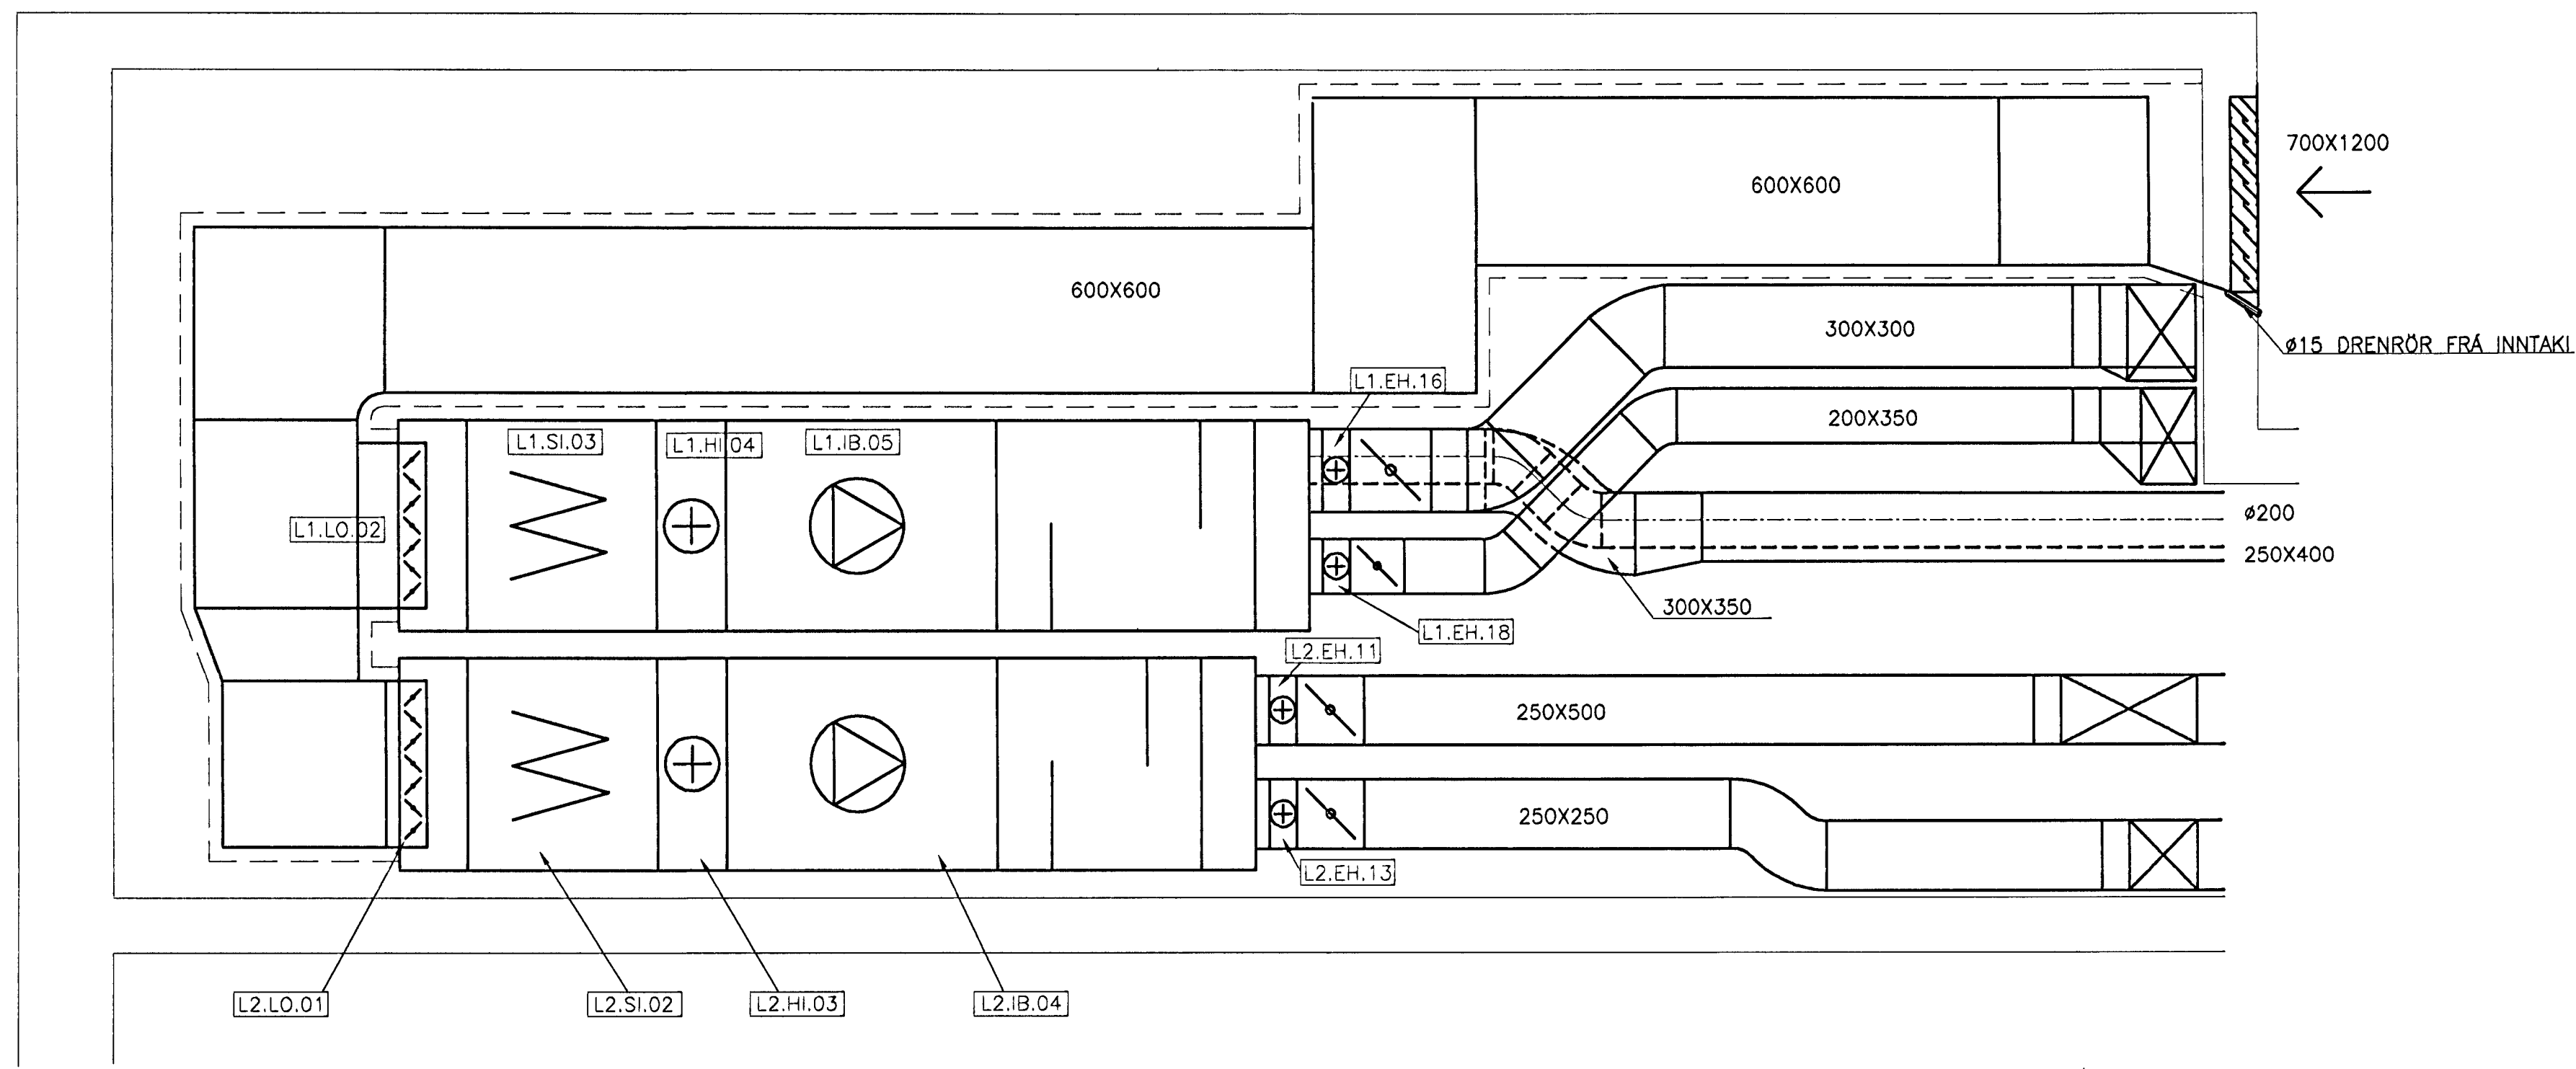 700X1200
600X600
600X600
300X300
ø15 DRENRÖR FRÁ INNTAKI
L1.EH.16
200X350
L1.SI.03
L1.HI.04
L1.IB.05
L1.LO.02
ø200
250X400
300X350
L1.EH.18
L2.EH.11
250X500
250X250
L2.EH.13
L2.LO.01
L2.SI.02
L2.HI.03
L2.IB.04